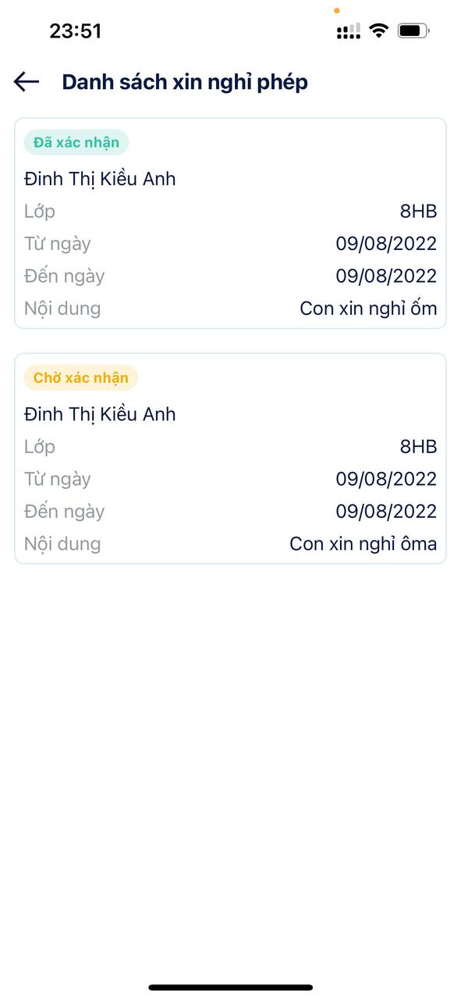 23:51
Danh sách xin nghỉ phép
Đã xác nhận
Đinh Thị Kiều Anh
Lớp 8HB
Từ ngày 09/08/2022
Đến ngày 09/08/2022
Nội dung Con xin nghỉ ốm
Chờ xác nhận
Đinh Thị Kiều Anh
Lớp 8HB
Từ ngày 09/08/2022
Đến ngày 09/08/2022
Nội dung Con xin nghỉ ôma